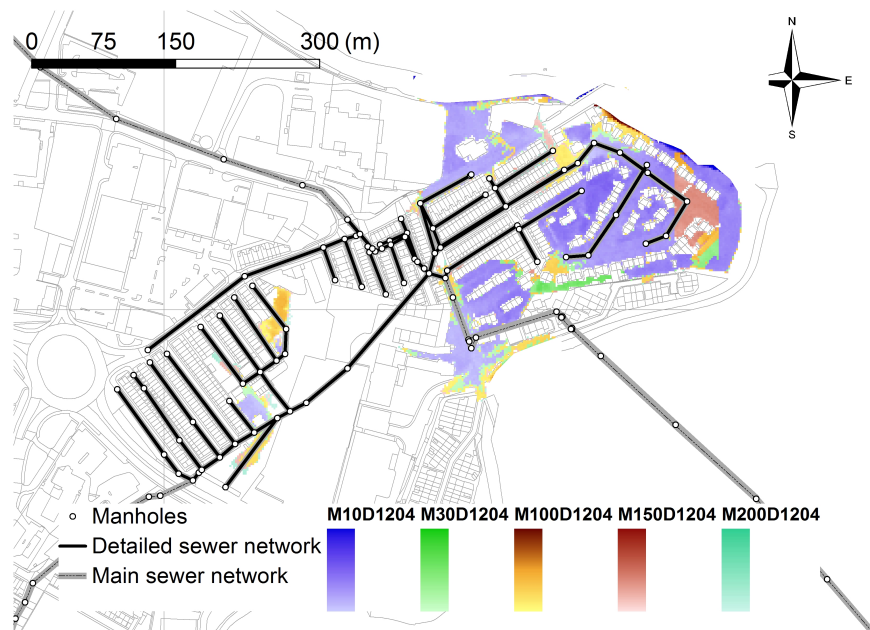 0 75 150 300 (m)
N
E
S
Manholes
Detailed sewer network
Main sewer network
M10D1204 M30D1204 M100D1204 M150D1204 M200D1204